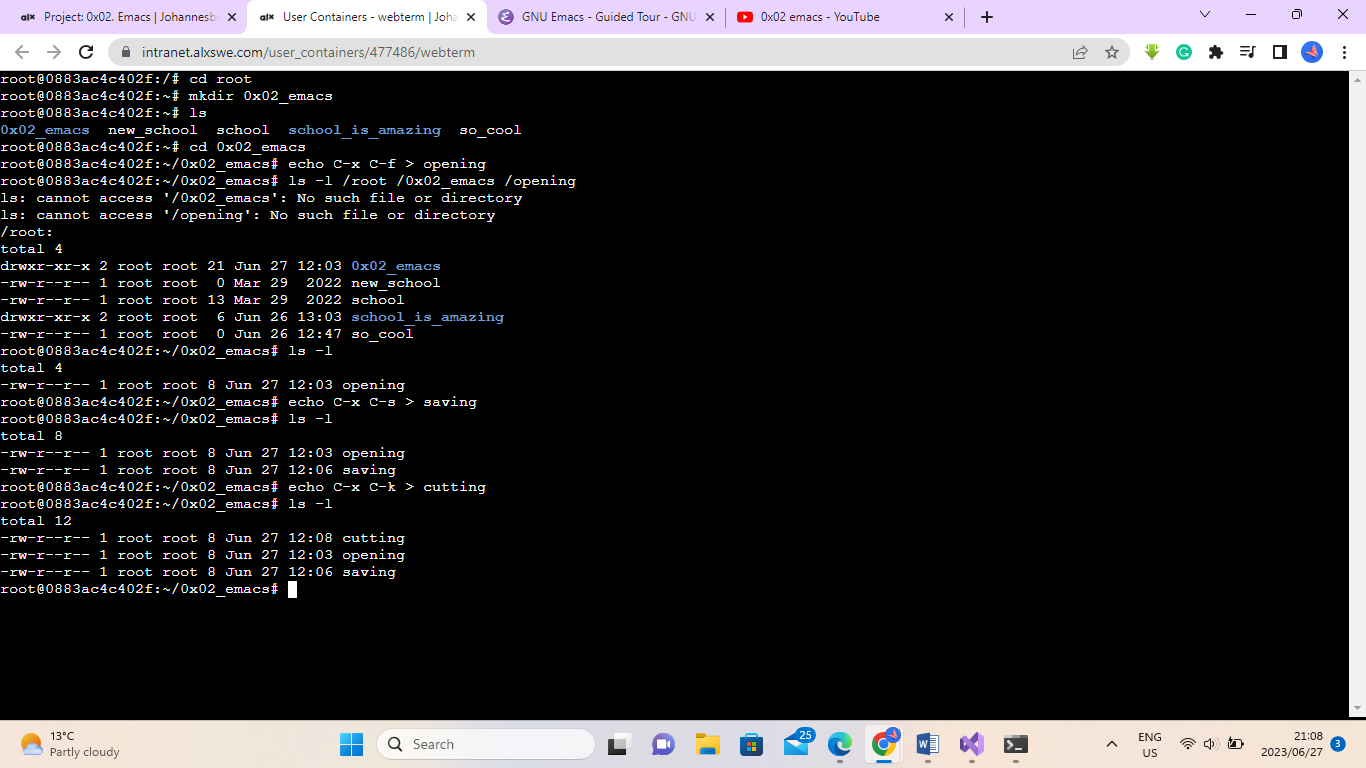 Project: 0x02. Emacs | Johannesb
User Containers - webterm | Joha
GNU Emacs - Guided Tour - GNU
0x02 emacs - YouTube
intranet.alxswe.com/user_containers/477486/webterm
root@0883ac4c402f:/# cd root
root@0883ac4c402f:~# mkdir 0x02_emacs
root@0883ac4c402f:~# ls
0x02_emacs  new_school  school  school_is_amazing  so_cool
root@0883ac4c402f:~# cd 0x02_emacs
root@0883ac4c402f:~/0x02_emacs# echo C-x C-f > opening
root@0883ac4c402f:~/0x02_emacs# ls -l /root /0x02_emacs /opening
ls: cannot access '/0x02_emacs': No such file or directory
ls: cannot access '/opening': No such file or directory
/root:
total 4
drwxr-xr-x 2 root root 21 Jun 27 12:03 0x02_emacs
-rw-r--r-- 1 root root  0 Mar 29  2022 new_school
-rw-r--r-- 1 root root 13 Mar 29  2022 school
drwxr-xr-x 2 root root  6 Jun 26 13:03 school_is_amazing
-rw-r--r-- 1 root root  0 Jun 26 12:47 so_cool
root@0883ac4c402f:~/0x02_emacs# ls -l
total 4
-rw-r--r-- 1 root root 8 Jun 27 12:03 opening
root@0883ac4c402f:~/0x02_emacs# echo C-x C-s > saving
root@0883ac4c402f:~/0x02_emacs# ls -l
total 8
-rw-r--r-- 1 root root 8 Jun 27 12:03 opening
-rw-r--r-- 1 root root 8 Jun 27 12:06 saving
root@0883ac4c402f:~/0x02_emacs# echo C-x C-k > cutting
root@0883ac4c402f:~/0x02_emacs# ls -l
total 12
-rw-r--r-- 1 root root 8 Jun 27 12:08 cutting
-rw-r--r-- 1 root root 8 Jun 27 12:03 opening
-rw-r--r-- 1 root root 8 Jun 27 12:06 saving
root@0883ac4c402f:~/0x02_emacs#
13°C
Partly cloudy
Search
25
ENG
US
21:08
2023/06/27
3